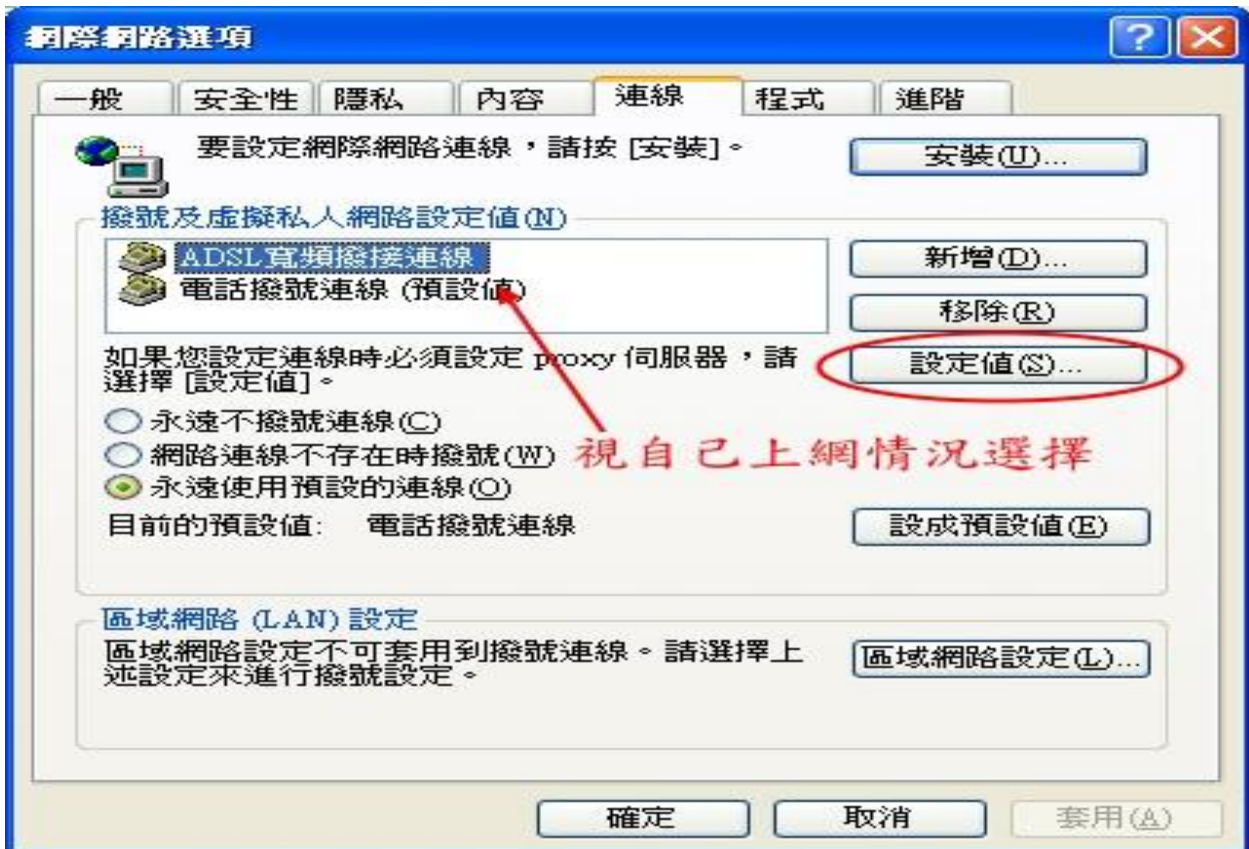 網際網路選項
一般 安全性 隱私 內容 連線 程式 進階
要設定網際網路連線，請按 [安裝]。
安裝(U)...
撥號及虛擬私人網路設定值(N)
ADSL寬頻撥接連線
新增(D)...
電話撥號連線 (預設值)
移除(R)
如果您設定連線時必須設定 proxy 伺服器，請
選擇 [設定值]。
設定值(S)...
永遠不撥號連線(C)
網路連線不存在時撥號(W)
視自己上網情況選擇
永遠使用預設的連線(O)
目前的預設值: 電話撥號連線
設成預設值(E)
區域網路 (LAN) 設定
區域網路設定不可套用到撥號連線。請選擇上
述設定來進行撥號設定。
區域網路設定(L)...
確定 取消 套用(A)